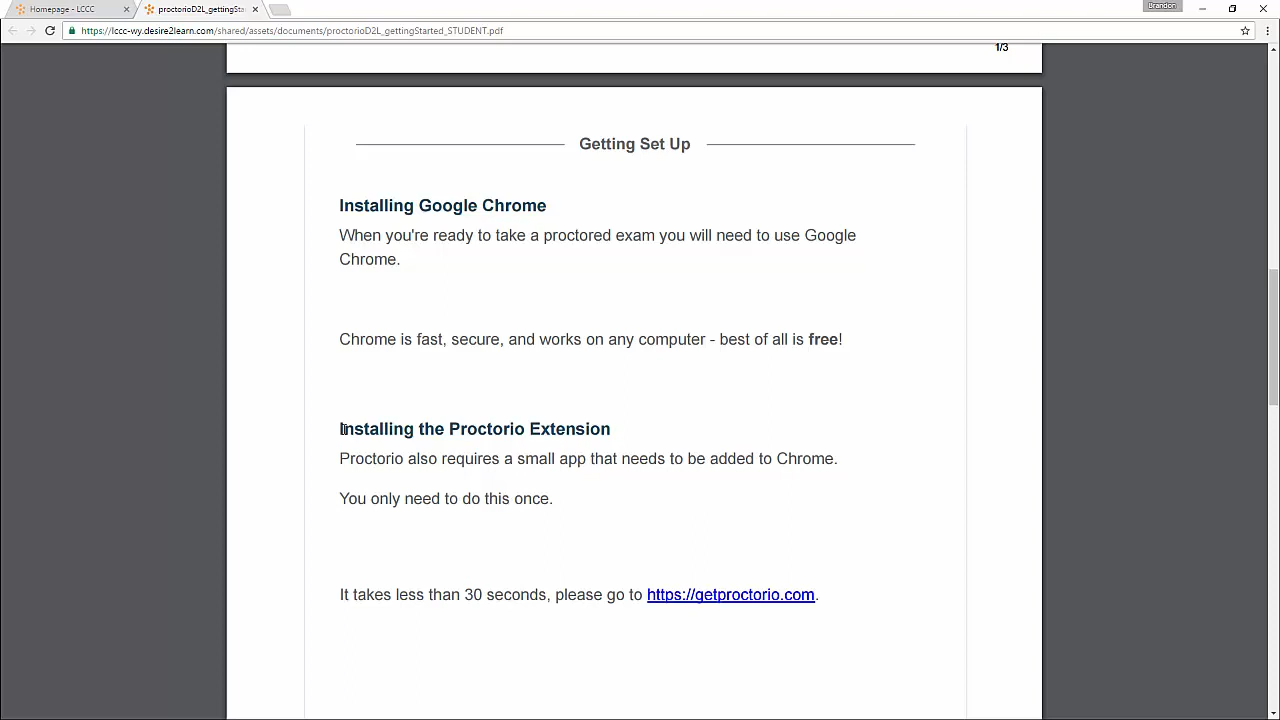 Homepage - LCCC
proctorioD2L_gettingSta
Brandon
https://lccc-wy.desire2learn.com/shared/assets/documents/proctorioD2L_gettingStarted_STUDENT.pdf
1/3
Getting Set Up
Installing Google Chrome
When you're ready to take a proctored exam you will need to use Google
Chrome.
Chrome is fast, secure, and works on any computer - best of all is free!
Installing the Proctorio Extension
Proctorio also requires a small app that needs to be added to Chrome.
You only need to do this once.
It takes less than 30 seconds, please go to https://getproctorio.com.